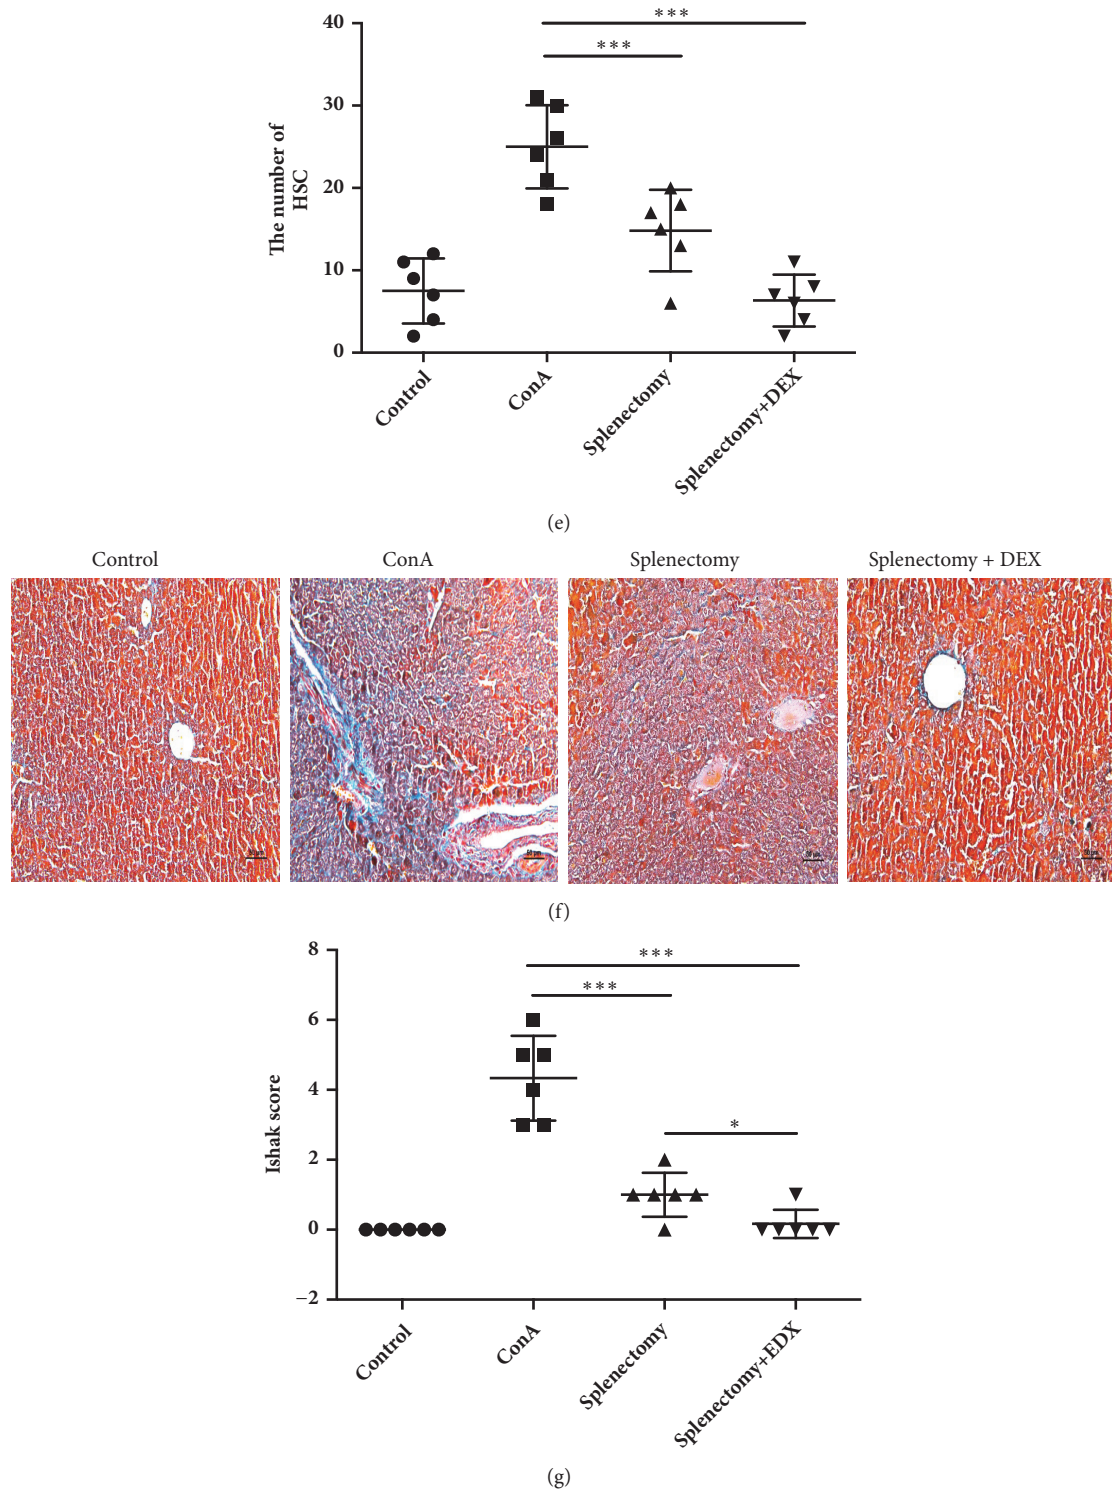 40
30
20
10
0
The number of
HSC
***
***
Control
ConA
Splenectomy
Splenectomy+DEX
(e)
Control ConA Splenectomy Splenectomy + DEX
(f)
8
6
4
2
0
−2
Ishak score
***
***
*
Control
ConA
Splenectomy
Splenectomy+EDX
(g)